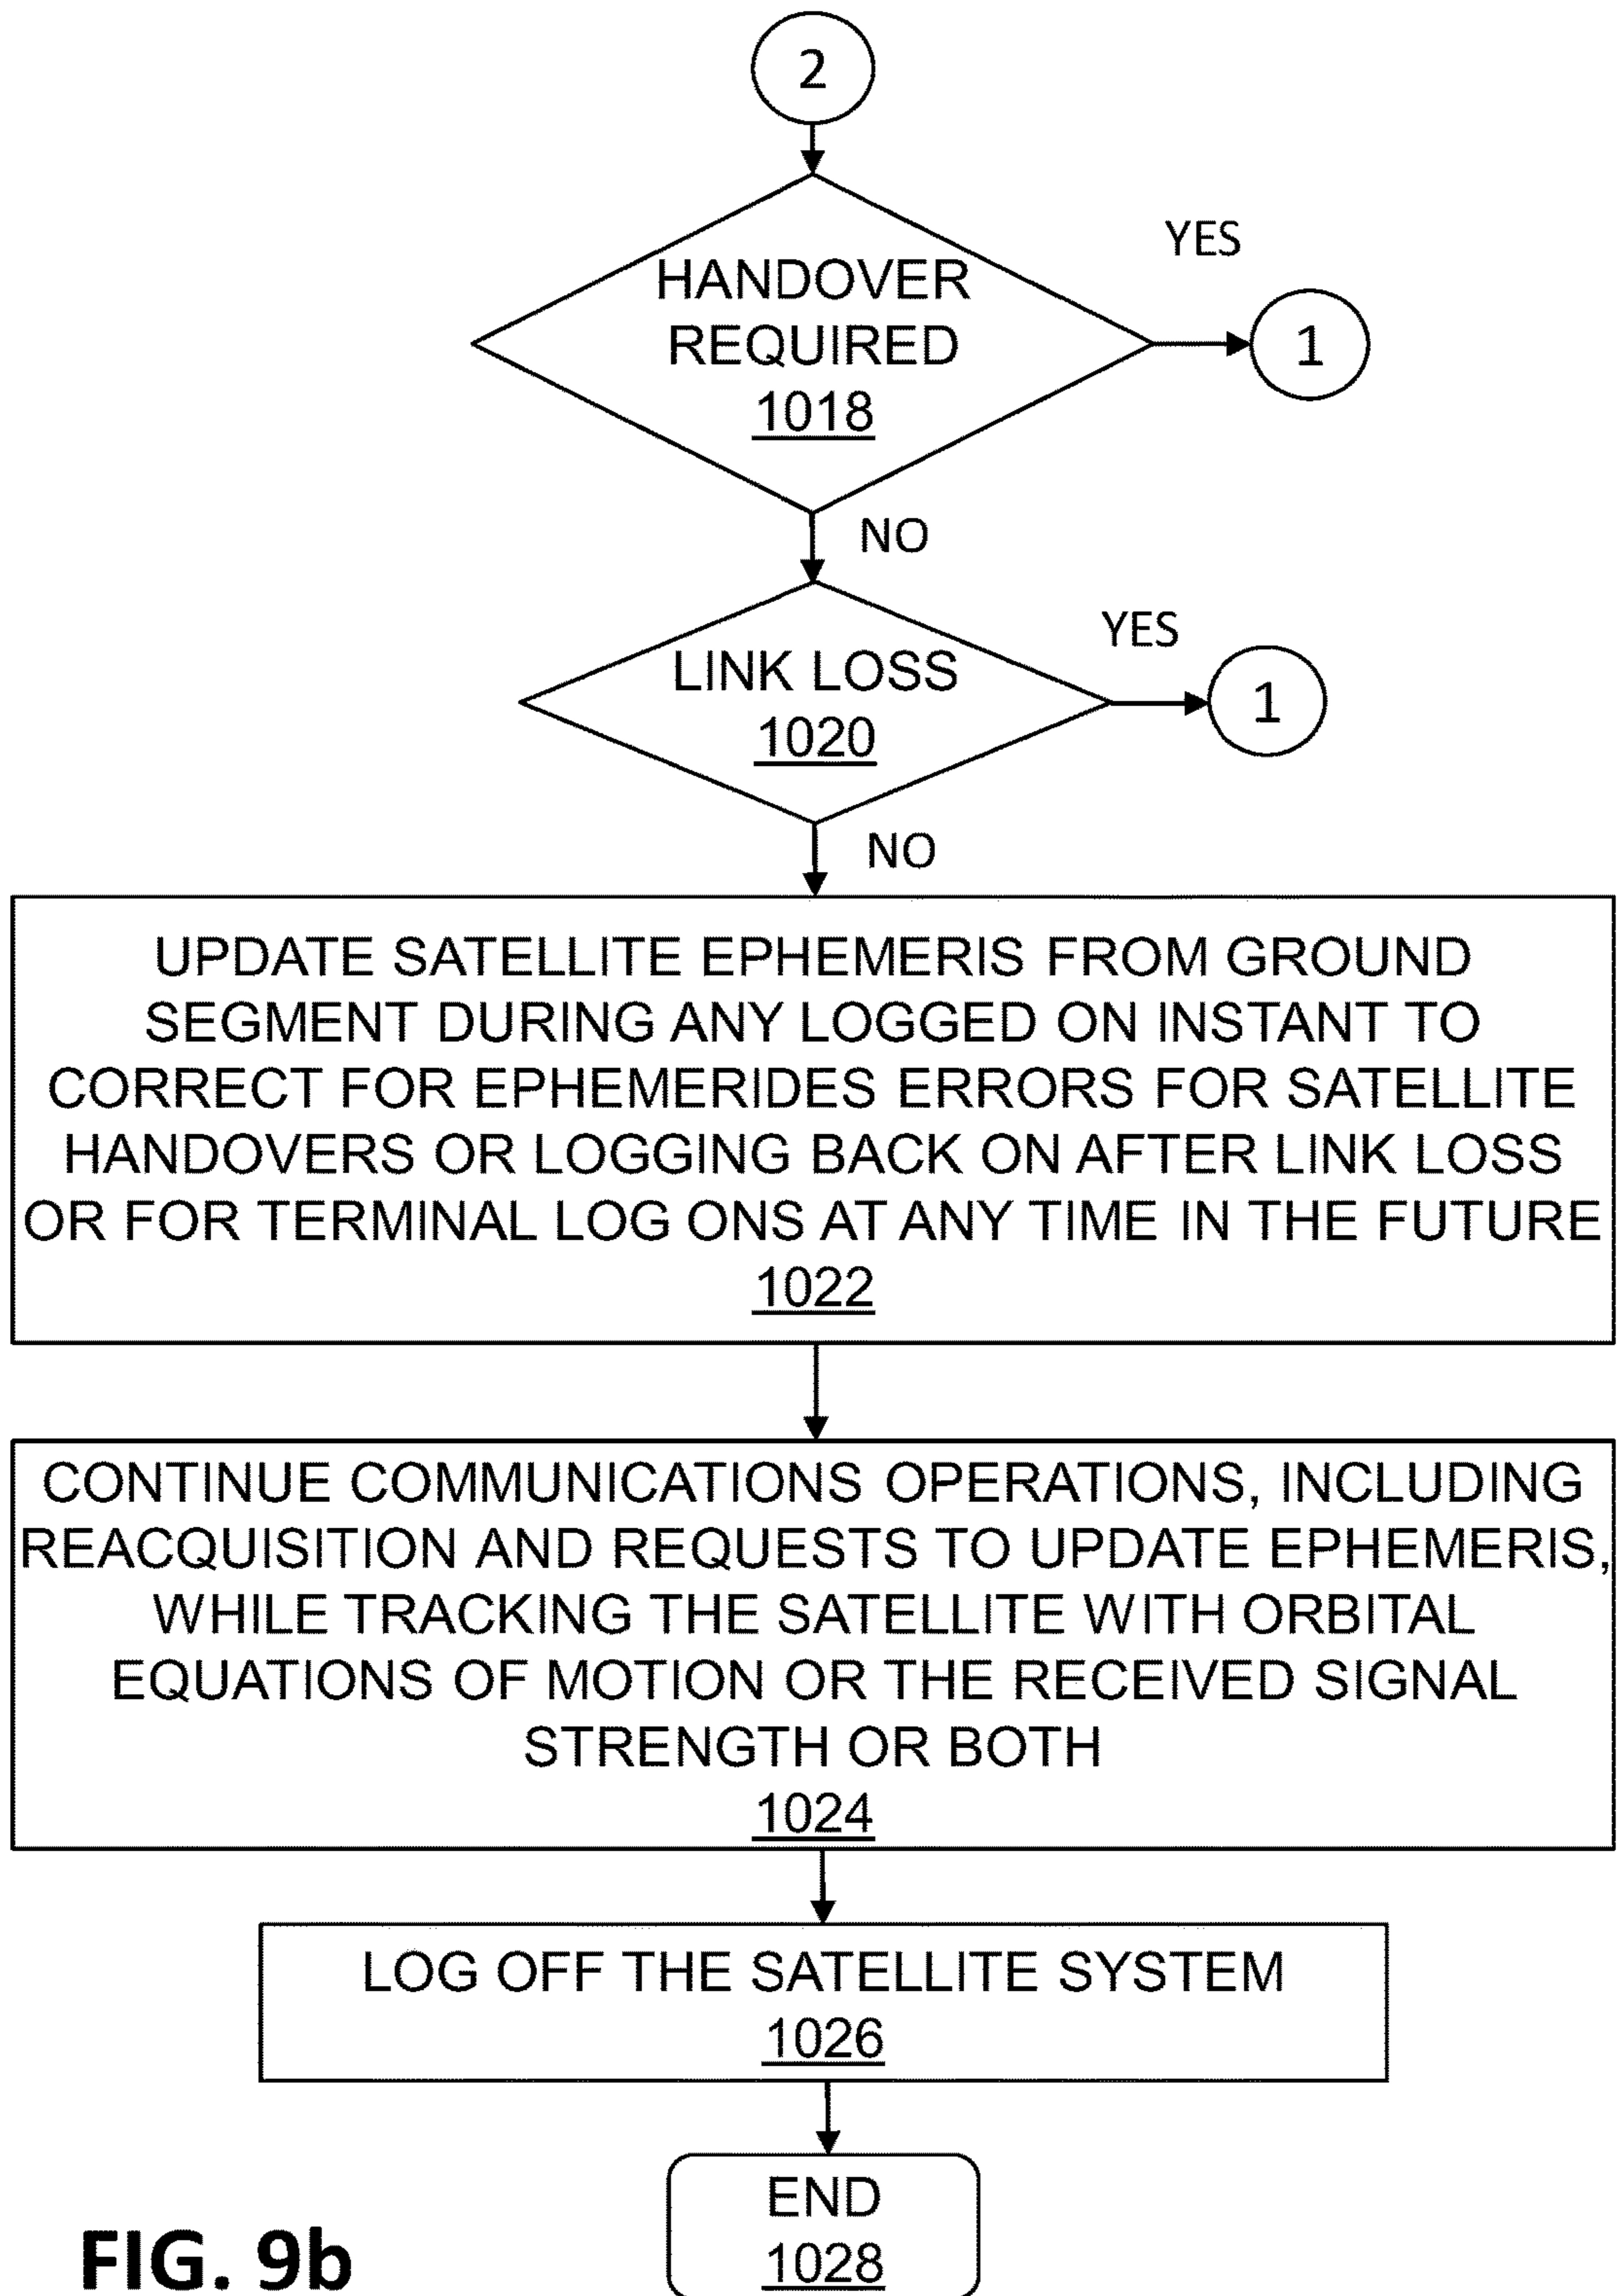 2
YES
HANDOVER
REQUIRED
1018
1
NO
YES
LINK LOSS
1020
1
NO
UPDATE SATELLITE EPHEMERIS FROM GROUND
SEGMENT DURING ANY LOGGED ON INSTANT TO
CORRECT FOR EPHEMERIDES ERRORS FOR SATELLITE
HANDOVERS OR LOGGING BACK ON AFTER LINK LOSS
OR FOR TERMINAL LOG ONS AT ANY TIME IN THE FUTURE
1022
CONTINUE COMMUNICATIONS OPERATIONS, INCLUDING
REACQUISITION AND REQUESTS TO UPDATE EPHEMERIS,
WHILE TRACKING THE SATELLITE WITH ORBITAL
EQUATIONS OF MOTION OR THE RECEIVED SIGNAL
STRENGTH OR BOTH
1024
LOG OFF THE SATELLITE SYSTEM
1026
END
1028
FIG. 9b